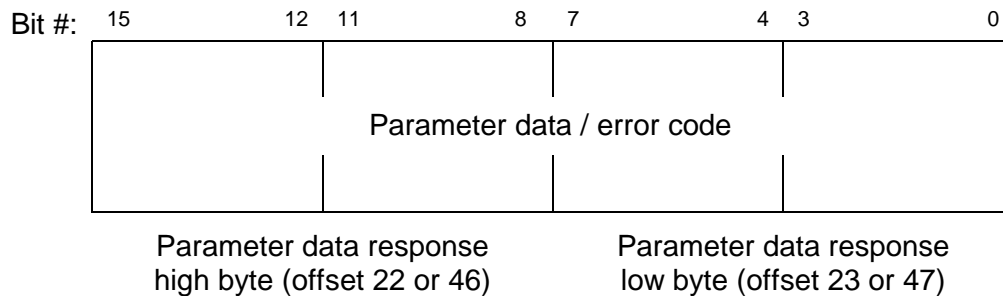 Bit #: 15 12 11 8 7 4 3 0
Parameter data / error code
Parameter data response Parameter data response
high byte (offset 22 or 46) low byte (offset 23 or 47)